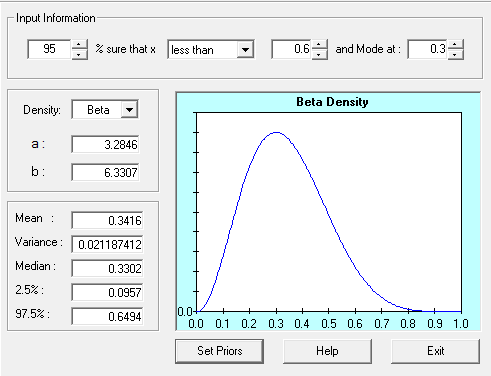 Input Information
95 % sure that x less than 0.6 and Mode at : 0.3
Density: Beta
a : 3.2846
b : 6.3307
Mean : 0.3416
Variance : 0.021187412
Median : 0.3302
2.5% : 0.0957
97.5% : 0.6494
Beta Density
0.0
0.0 0.1 0.2 0.3 0.4 0.5 0.6 0.7 0.8 0.9 1.0
Set Priors Help Exit